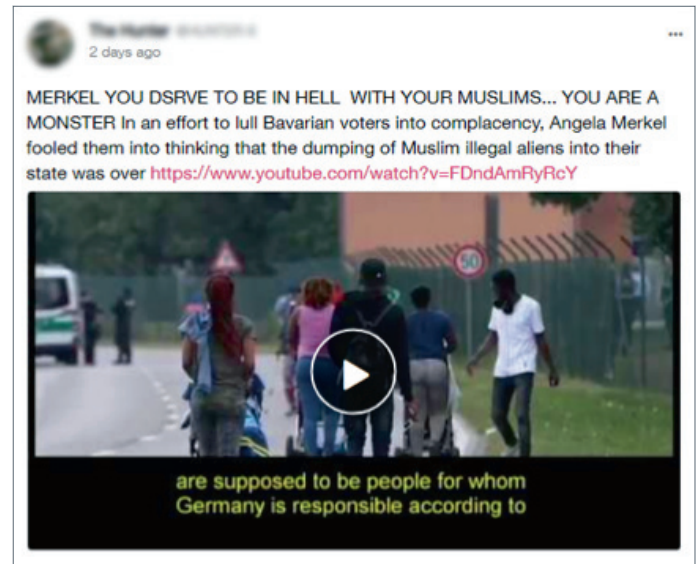 The Hunter
2 days ago
MERKEL YOU DSRVE TO BE IN HELL WITH YOUR MUSLIMS... YOU ARE A
MONSTER In an effort to lull Bavarian voters into complacency, Angela Merkel
fooled them into thinking that the dumping of Muslim illegal aliens into their
state was over https://www.youtube.com/watch?v=FDndAmRyRcY
50
are supposed to be people for whom
Germany is responsible according to